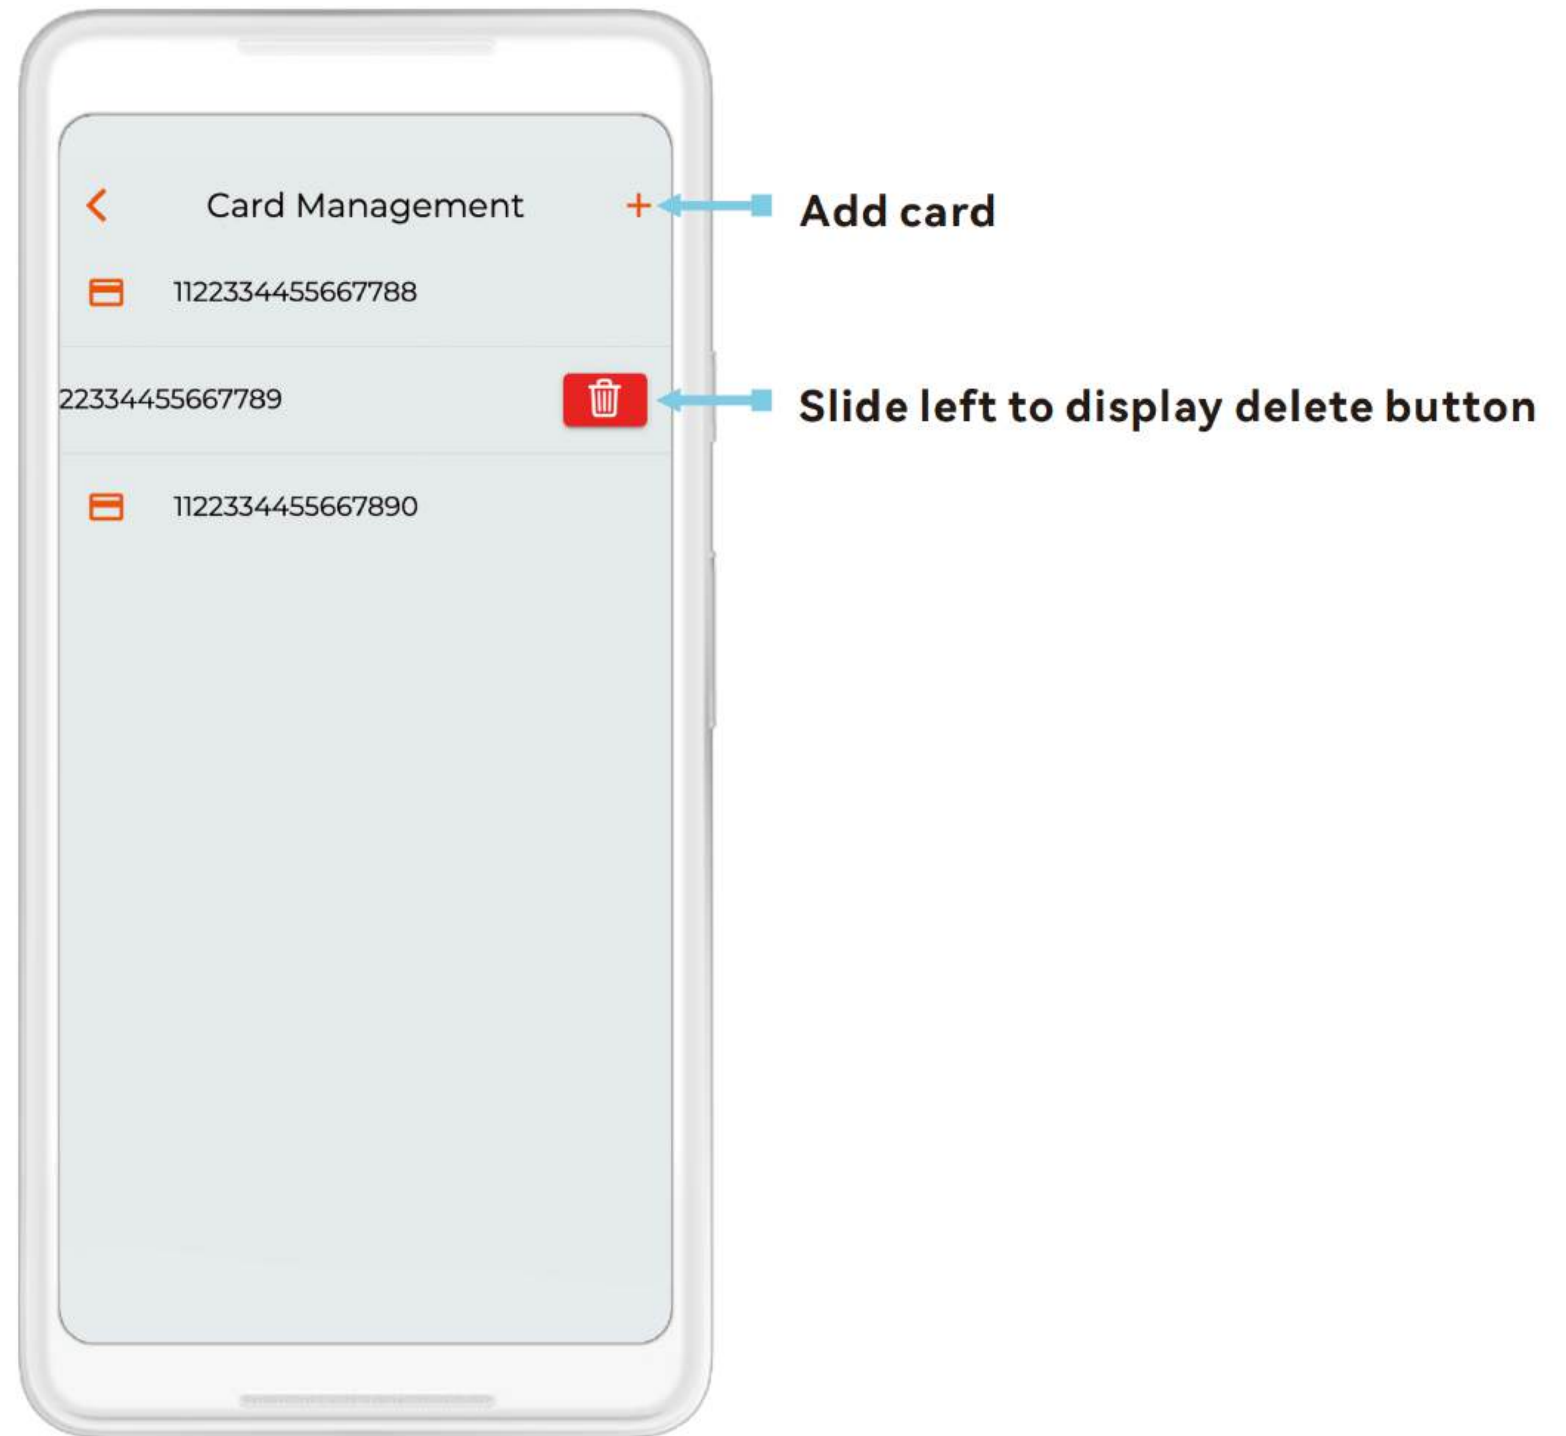 Card Management
Add card
1122334455667788
22334455667789
Slide left to display delete button
1122334455667890